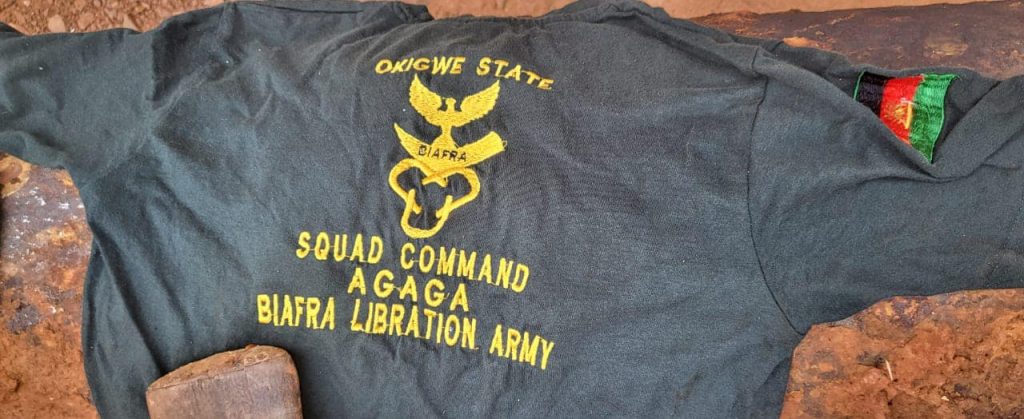 OKIGWE STATE
BIAFRA
SQUAD COMMAND
AGAGA
BIAFRA LIBRATION ARMY